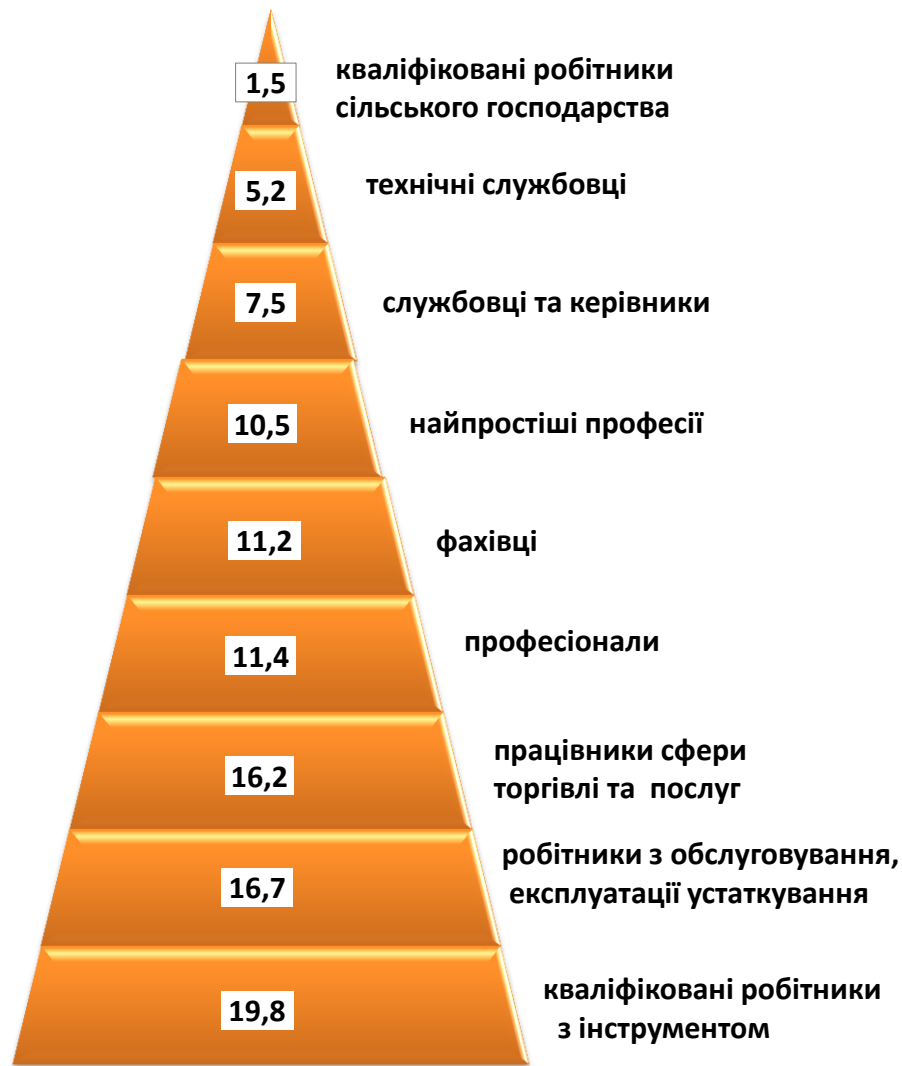 1,5
кваліфіковані робітники
сільського господарства
5,2
технічні службовці
7,5
службовці та керівники
10,5
найпростіші професії
11,2
фахівці
11,4
професіонали
16,2
працівники сфери
торгівлі та послуг
16,7
робітники з обслуговування,
експлуатації устаткування
19,8
кваліфіковані робітники
з інструментом